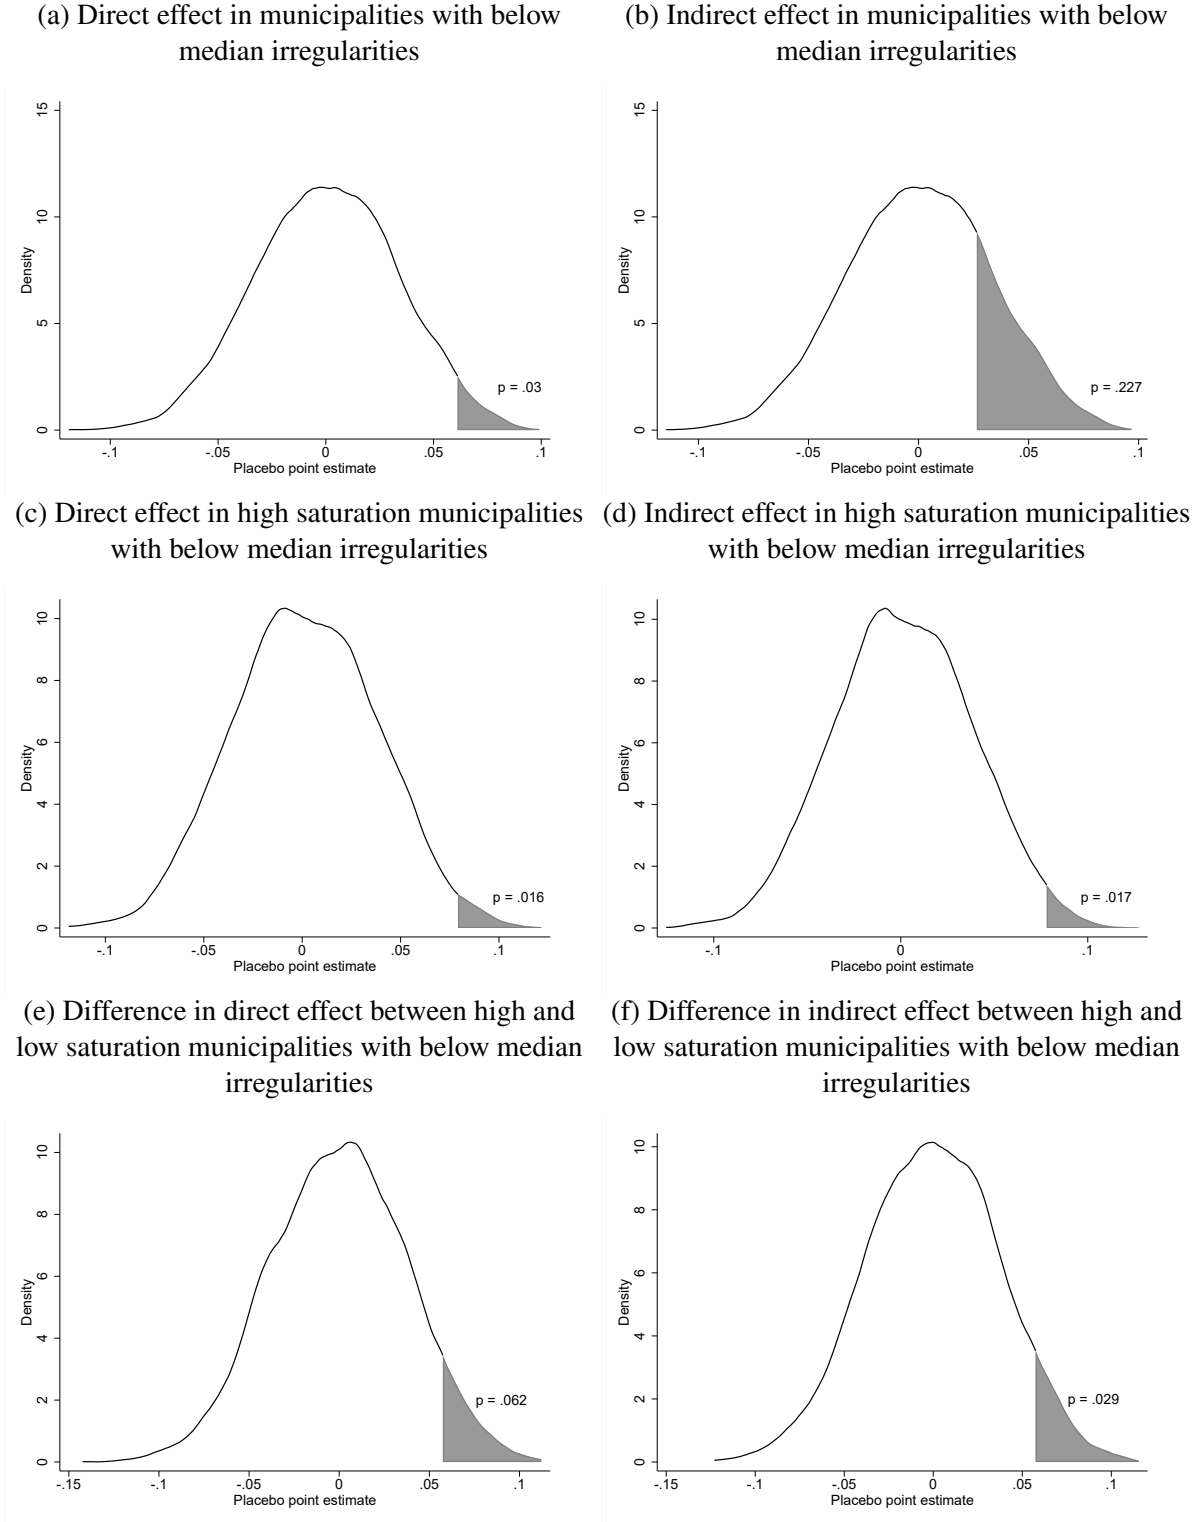 (a) Direct effect in municipalities with below
median irregularities
15
10
5
0
Density
-.1 -.05 0 .05 .1
Placebo point estimate
p = .03
(b) Indirect effect in municipalities with below
median irregularities
15
10
5
0
Density
-.1 -.05 0 .05 .1
Placebo point estimate
p = .227
(c) Direct effect in high saturation municipalities
with below median irregularities
10
8
6
4
2
0
Density
-.1 -.05 0 .05 .1
Placebo point estimate
p = .016
(d) Indirect effect in high saturation municipalities
with below median irregularities
10
8
6
4
2
0
Density
-.1 0 .1
Placebo point estimate
p = .017
(e) Difference in direct effect between high and
low saturation municipalities with below median
irregularities
10
8
6
4
2
0
Density
-.15 -.1 -.05 0 .05 .1
Placebo point estimate
p = .062
(f) Difference in indirect effect between high and
low saturation municipalities with below median
irregularities
10
8
6
4
2
0
Density
-.15 -.1 -.05 0 .05 .1
Placebo point estimate
p = .029